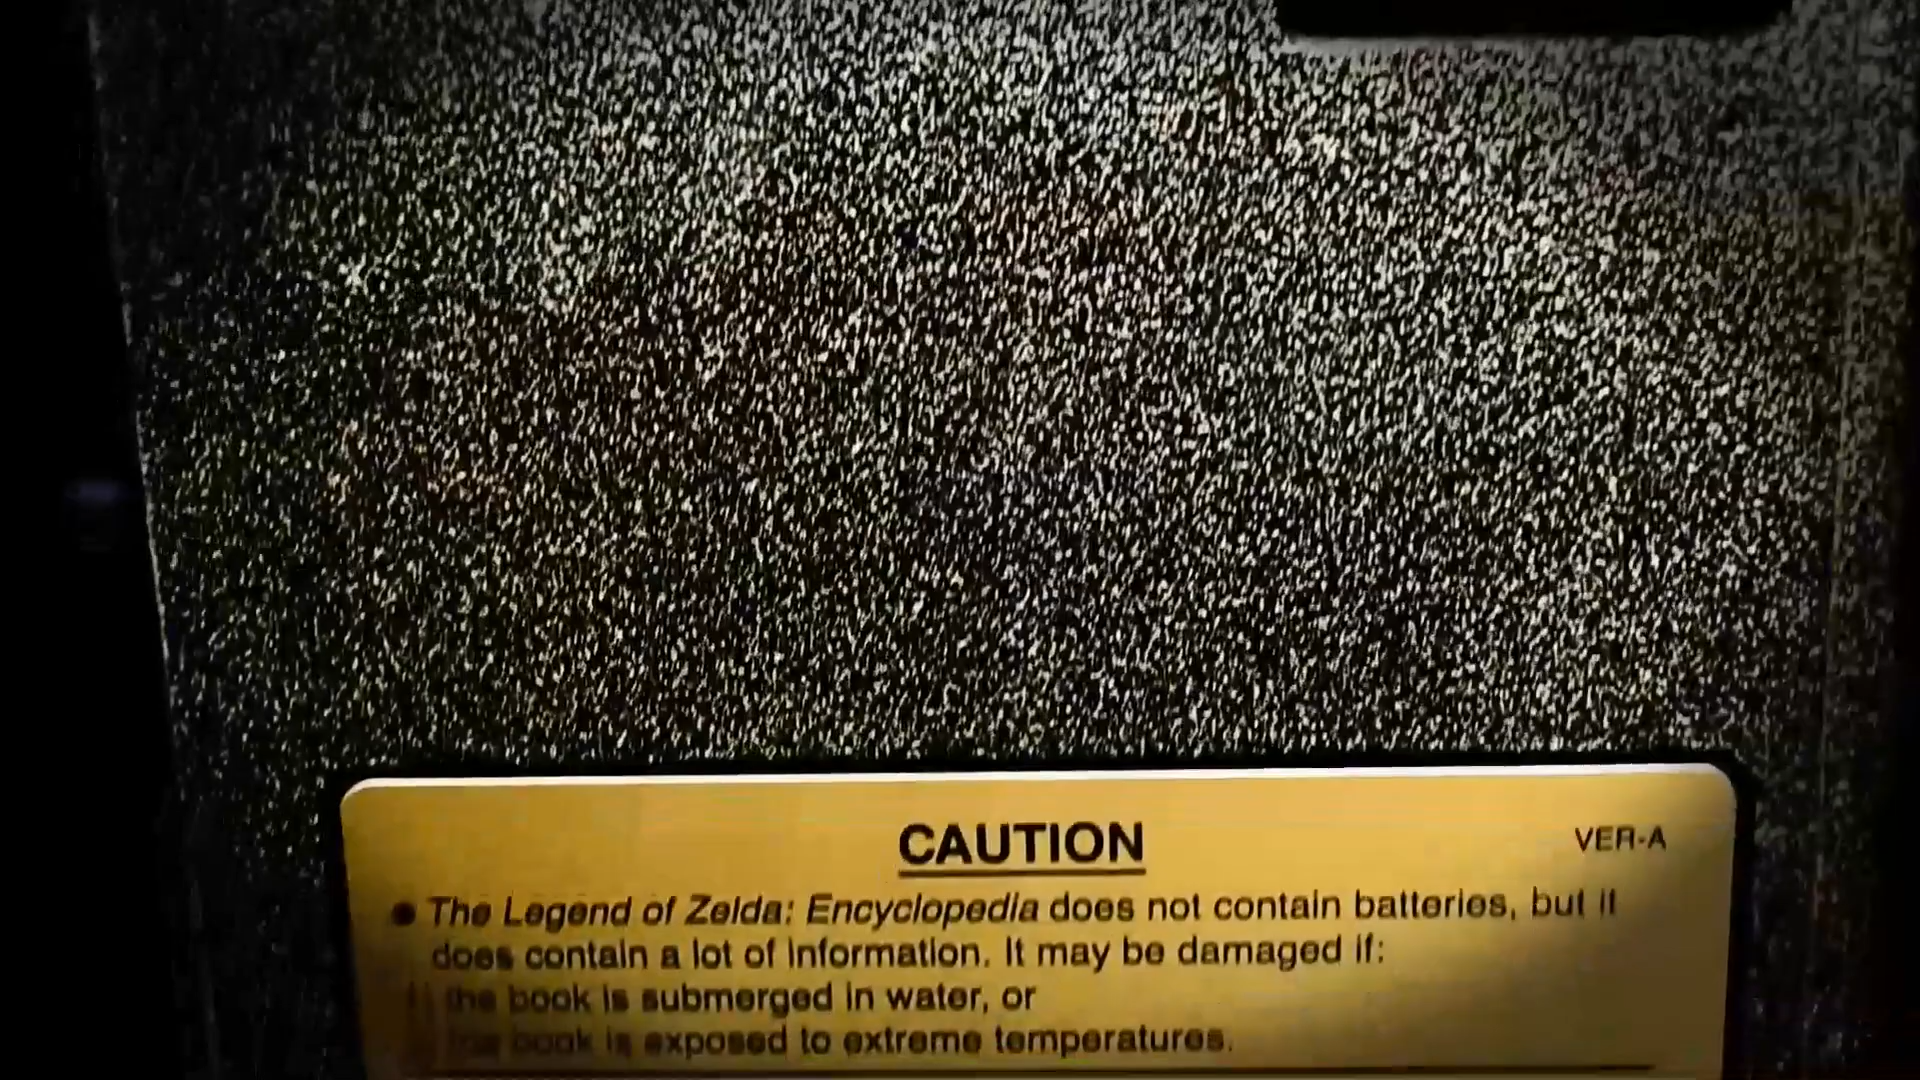 CAUTION
VER-A
● The Legend of Zelda: Encyclopedia does not contain batteries, but it
does contain a lot of information. It may be damaged if:
the book is submerged in water, or
the book is exposed to extreme temperatures.